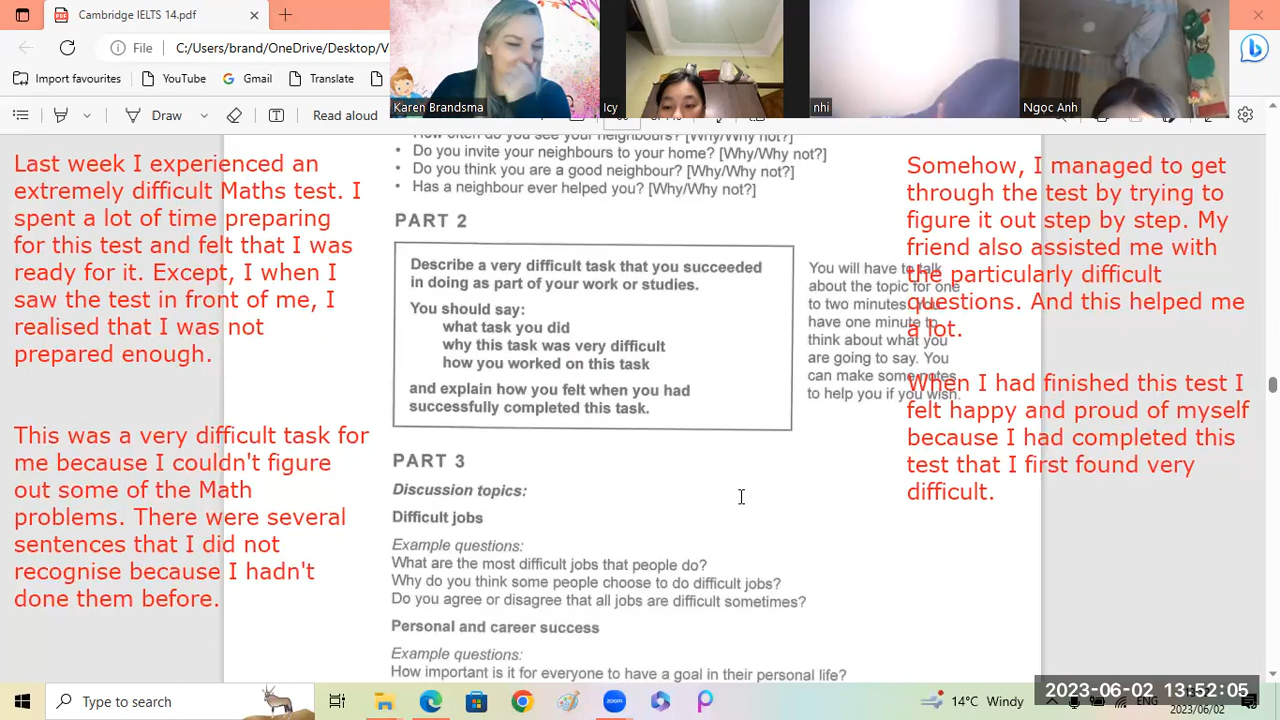 Cambridge IELTS 14.pdf
File
C:/Users/brand/OneDrive/Desktop/V
Import favourites
YouTube
Gmail
Translate
Draw
Read aloud
Karen Brandsma
Icy
nhi
Ngọc Anh
How often do you see your neighbours? [Why/Why not?]
• Do you invite your neighbours to your home? [Why/Why not?]
• Do you think you are a good neighbour? [Why/Why not?]
• Has a neighbour ever helped you? [Why/Why not?]
Last week I experienced an
extremely difficult Maths test. I
spent a lot of time preparing
for this test and felt that I was
ready for it. Except, I when I
saw the test in front of me, I
realised that I was not
prepared enough.
This was a very difficult task for
me because I couldn't figure
out some of the Math
problems. There were several
sentences that I did not
recognise because I hadn't
done them before.
PART 2
Describe a very difficult task that you succeeded
in doing as part of your work or studies.
You should say:
what task you did
why this task was very difficult
how you worked on this task
and explain how you felt when you had
successfully completed this task.
You will have to talk
about the topic for one
to two minutes. You
have one minute to
think about what you
are going to say. You
can make some notes
to help you if you wish.
PART 3
Discussion topics:
Difficult jobs
Example questions:
What are the most difficult jobs that people do?
Why do you think some people choose to do difficult jobs?
Do you agree or disagree that all jobs are difficult sometimes?
Personal and career success
Example questions:
How important is it for everyone to have a goal in their personal life?
Somehow, I managed to get
through the test by trying to
figure it out step by step. My
friend also assisted me with
the particularly difficult
questions. And this helped me
a lot.
When I had finished this test I
felt happy and proud of myself
because I had completed this
test that I first found very
difficult.
Type to search
zoom
14°C Windy
ENG
2023-06-02 13:52:05
2023/06/02